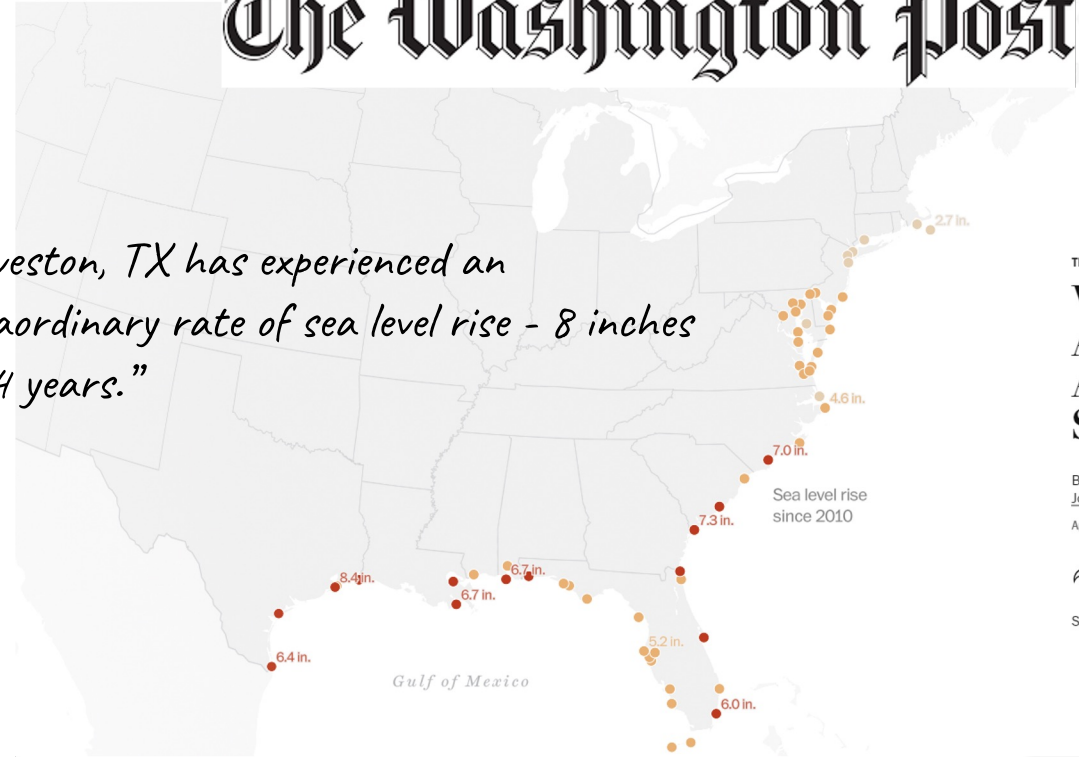 The Washington Post
2.7 in.
veston, TX has experienced an
aordinary rate of sea level rise - 8 inches
4 years.”
4.6 in.
7.0 in.
Sea level rise
since 2010
7.3 in.
8.4 in.
6.7 in.
6.7 in.
5.2 in.
6.4 in.
Gulf of Mexico
6.0 in.